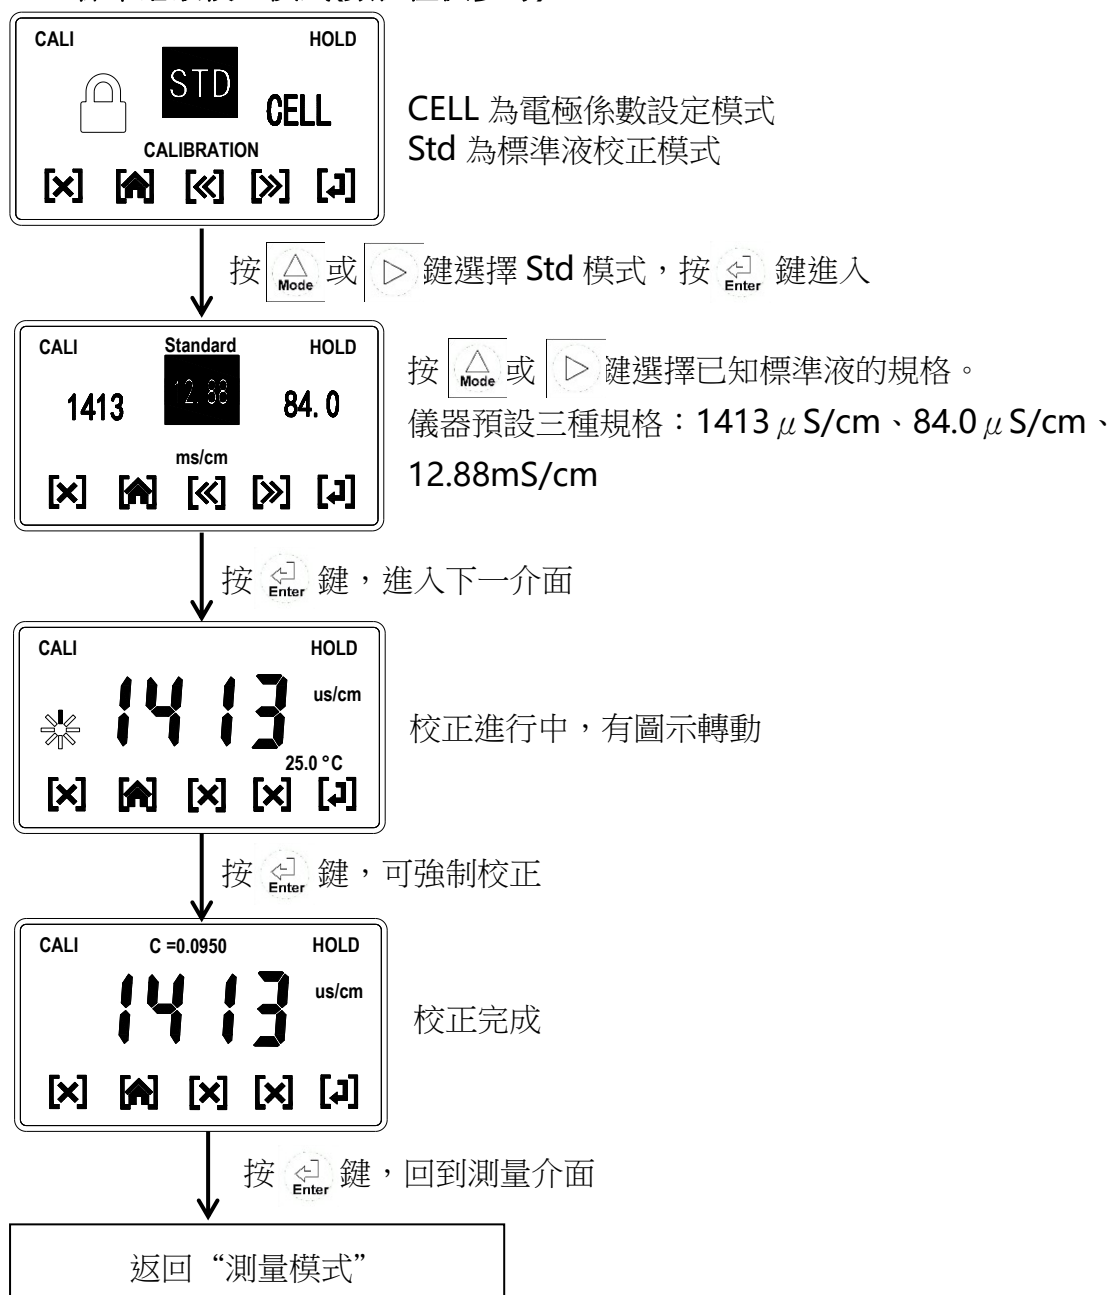 CALI HOLD
STD CELL
CALIBRATION
CELL 為電極係數設定模式
Std 為標準液校正模式
按 Mode 或 鍵選擇 Std 模式，按 Enter 鍵進入
CALI Standard HOLD
1413 12.88 84.0
ms/cm
按 Mode 或 鍵選擇已知標準液的規格。
儀器預設三種規格：1413μS/cm、84.0μS/cm、
12.88mS/cm
按 Enter 鍵，進入下一介面
CALI HOLD
1413 us/cm
25.0 °C
校正進行中，有圖示轉動
按 Enter 鍵，可強制校正
CALI C =0.0950 HOLD
1413 us/cm
校正完成
按 Enter 鍵，回到測量介面
返回“測量模式”